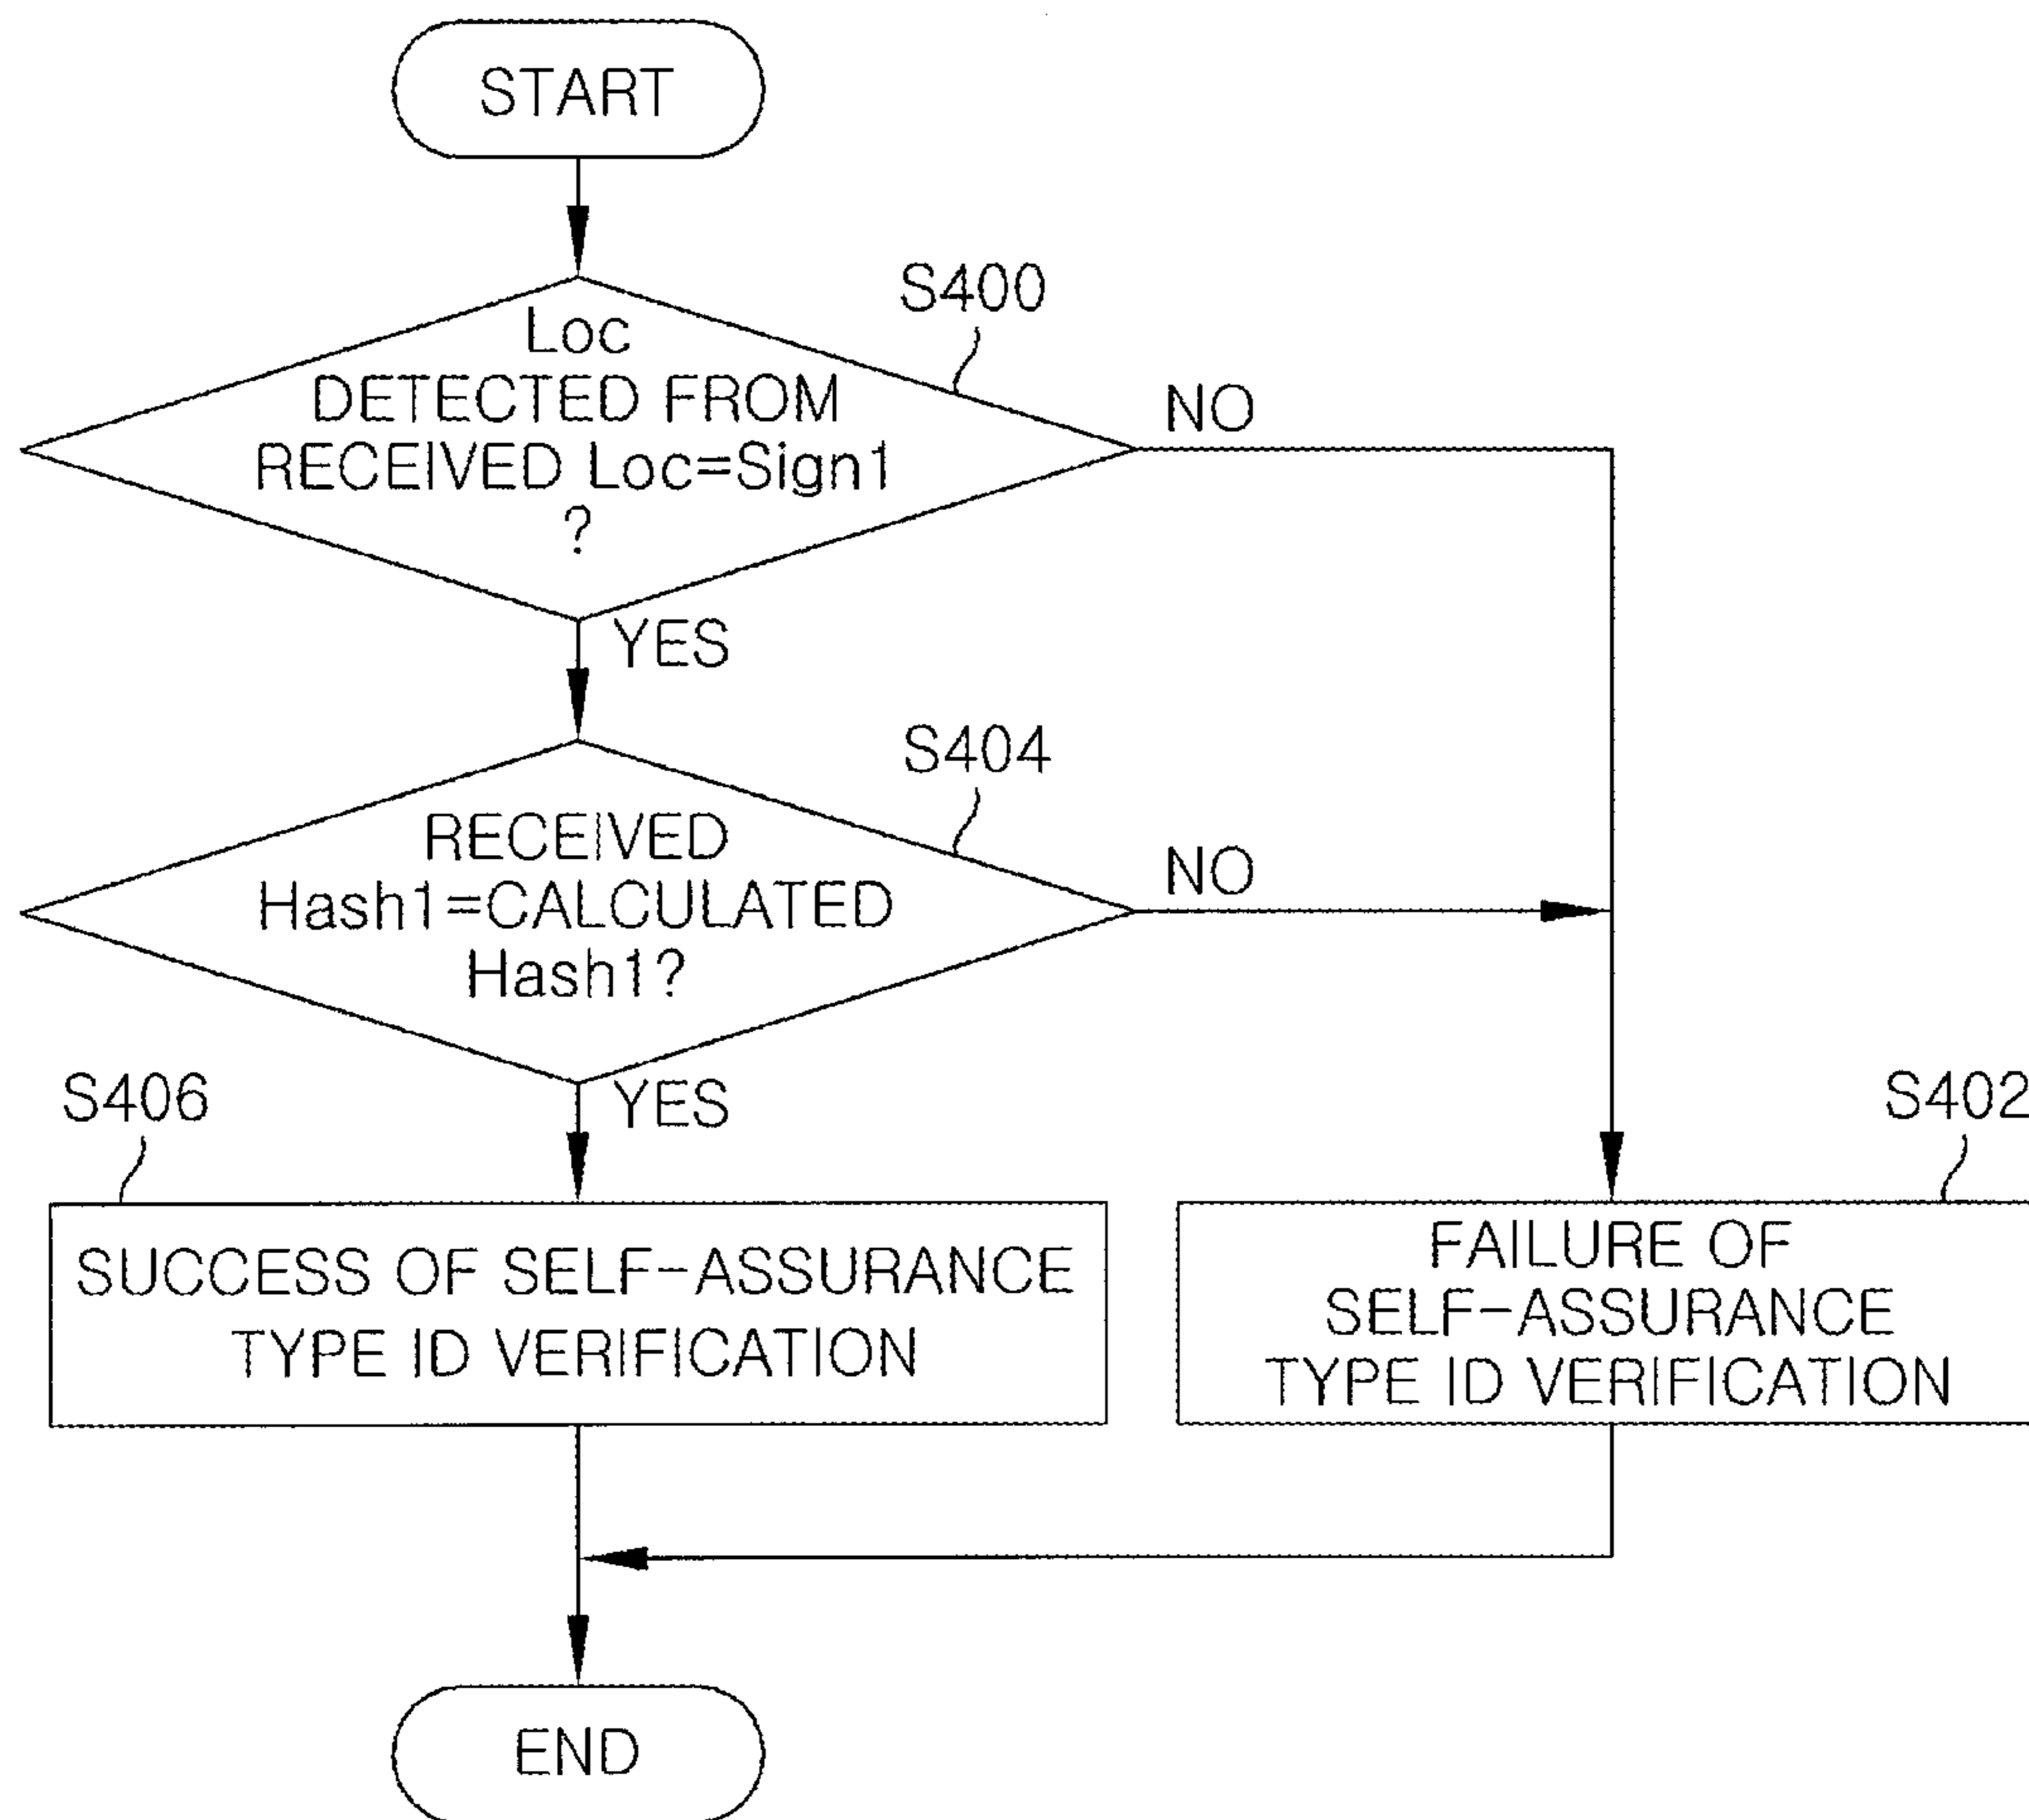 START
S400
Loc
DETECTED FROM
RECEIVED Loc=Sign1
?
NO
YES
S404
RECEIVED
Hash1=CALCULATED
Hash1?
NO
YES
S406
SUCCESS OF SELF-ASSURANCE
TYPE ID VERIFICATION
S402
FAILURE OF
SELF-ASSURANCE
TYPE ID VERIFICATION
END